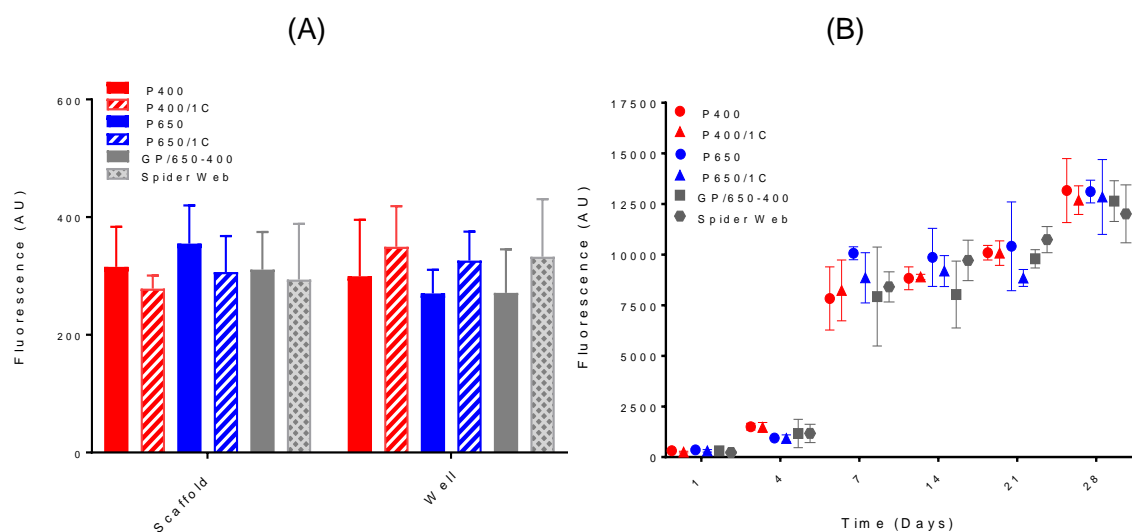 (A)
P400
P400/1C
P650
P650/1C
GP/650-400
Spider Web
Fluorescence (AU)
600
400
200
0
Scaffold
Well
(B)
P400
P400/1C
P650
P650/1C
GP/650-400
Spider Web
Fluorescence (AU)
17500
15000
12500
10000
7500
5000
2500
0
1
4
7
14
21
28
Time (Days)